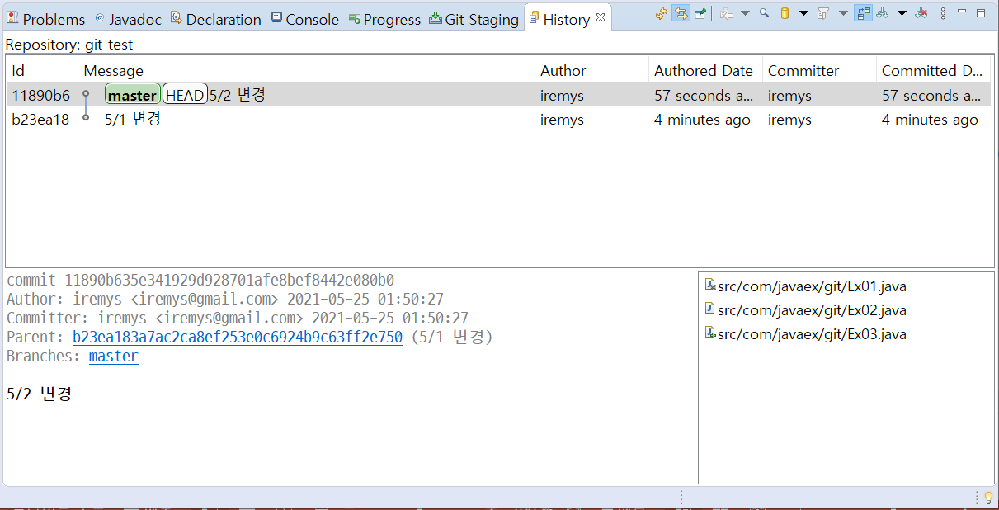 Problems @ Javadoc Declaration Console Progress Git Staging History
Repository: git-test
Id Message Author Authored Date Committer Committed D...
11890b6 master HEAD 5/2 변경 iremys 57 seconds a... iremys 57 seconds a...
b23ea18 5/1 변경 iremys 4 minutes ago iremys 4 minutes ago
commit 11890b635e341929d928701afe8bef8442e080b0
Author: iremys <iremys@gmail.com> 2021-05-25 01:50:27
Committer: iremys <iremys@gmail.com> 2021-05-25 01:50:27
Parent: b23ea183a7ac2ca8ef253e0c6924b9c63ff2e750 (5/1 변경)
Branches: master
5/2 변경
src/com/javaex/git/Ex01.java
src/com/javaex/git/Ex02.java
src/com/javaex/git/Ex03.java